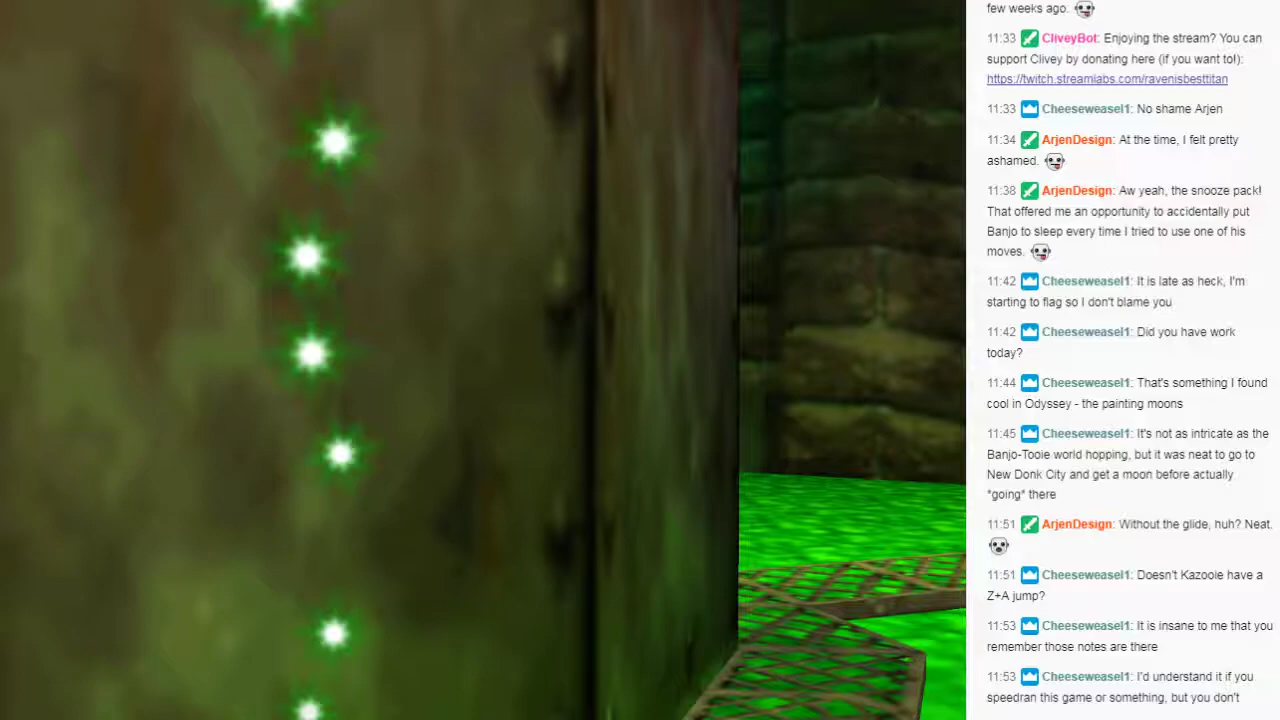 few weeks ago.
11:33 CliveyBot: Enjoying the stream? You can
support Clivey by donating here (if you want to!):
https://twitch.streamlabs.com/ravenisbesttitan
11:33 Cheeseweasel1: No shame Arjen
11:34 ArjenDesign: At the time, I felt pretty
ashamed.
11:38 ArjenDesign: Aw yeah, the snooze pack!
That offered me an opportunity to accidentally put
Banjo to sleep every time I tried to use one of his
moves.
11:42 Cheeseweasel1: It is late as heck, I'm
starting to flag so I don't blame you
11:42 Cheeseweasel1: Did you have work
today?
11:44 Cheeseweasel1: That's something I found
cool in Odyssey - the painting moons
11:45 Cheeseweasel1: It's not as intricate as the
Banjo-Tooie world hopping, but it was neat to go to
New Donk City and get a moon before actually
*going* there
11:51 ArjenDesign: Without the glide, huh? Neat.
11:51 Cheeseweasel1: Doesn't Kazooie have a
Z+A jump?
11:53 Cheeseweasel1: It is insane to me that you
remember those notes are there
11:53 Cheeseweasel1: I'd understand it if you
speedran this game or something, but you don't